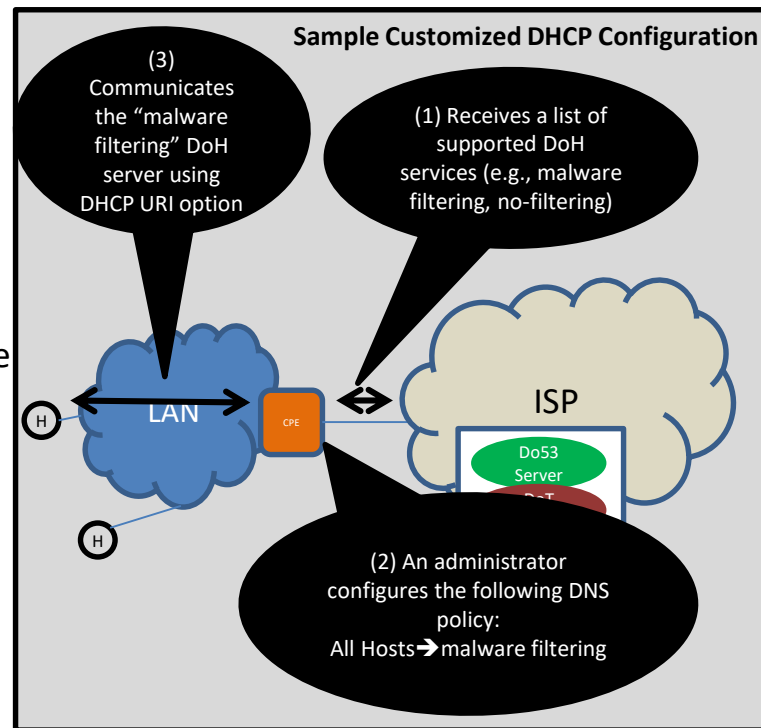 Sample Customized DHCP Configuration
(3)
Communicates
the “malware
filtering” DoH
server using
DHCP URI option
(1) Receives a list of
supported DoH
services (e.g., malware
filtering, no-filtering)
e
LAN
CPE
ISP
H
H
Do53
Server
DoT
(2) An administrator
configures the following DNS
policy:
All Hosts➔malware filtering